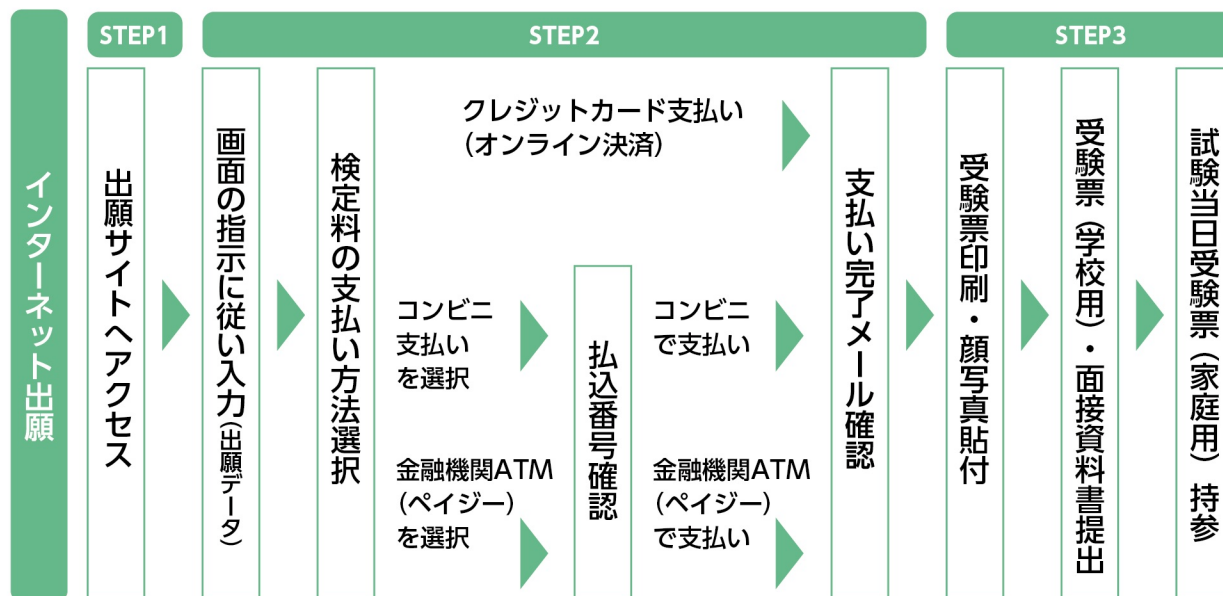 インターネット出願
STEP1
出願サイトへアクセス
STEP2
画面の指示に従い入力(出願データ)
検定料の支払い方法選択
クレジットカード支払い
(オンライン決済)
コンビニ
支払い
を選択
金融機関ATM
(ペイジー)
を選択
払込番号確認
コンビニ
で支払い
金融機関ATM
(ペイジー)
で支払い
支払い完了メール確認
STEP3
受験票印刷・顔写真貼付
受験票(学校用)・面接資料書提出
試験当日受験票(家庭用)持参